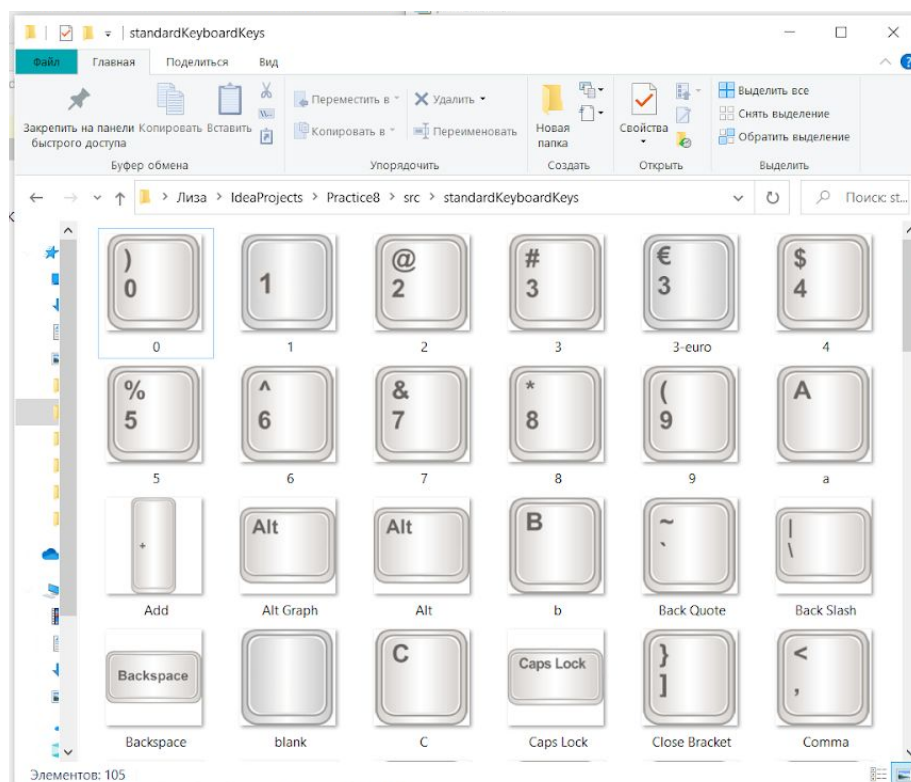 standardKeyboardKeys
Файл Главная Поделиться Вид
Закрепить на панели быстрого доступа
Копировать
Вставить
Переместить в
Копировать в
Удалить
Переименовать
Новая папка
Свойства
Выделить все
Снять выделение
Обратить выделение
Буфер обмена Упорядочить Создать Открыть Выделить
Лиза > IdeaProjects > Practice8 > src > standardKeyboardKeys
Поиск: st...
) @ # € $
0 1 2 3 3 4
0 1 2 3 3-euro 4
% ^ & * ( A
5 6 7 8 9
5 6 7 8 9 a
+ Alt Alt B ~ |
` \
Add Alt Graph Alt b Back Quote Back Slash
Backspace C Caps Lock } <
] ,
Backspace blank C Caps Lock Close Bracket Comma
Элементов: 105